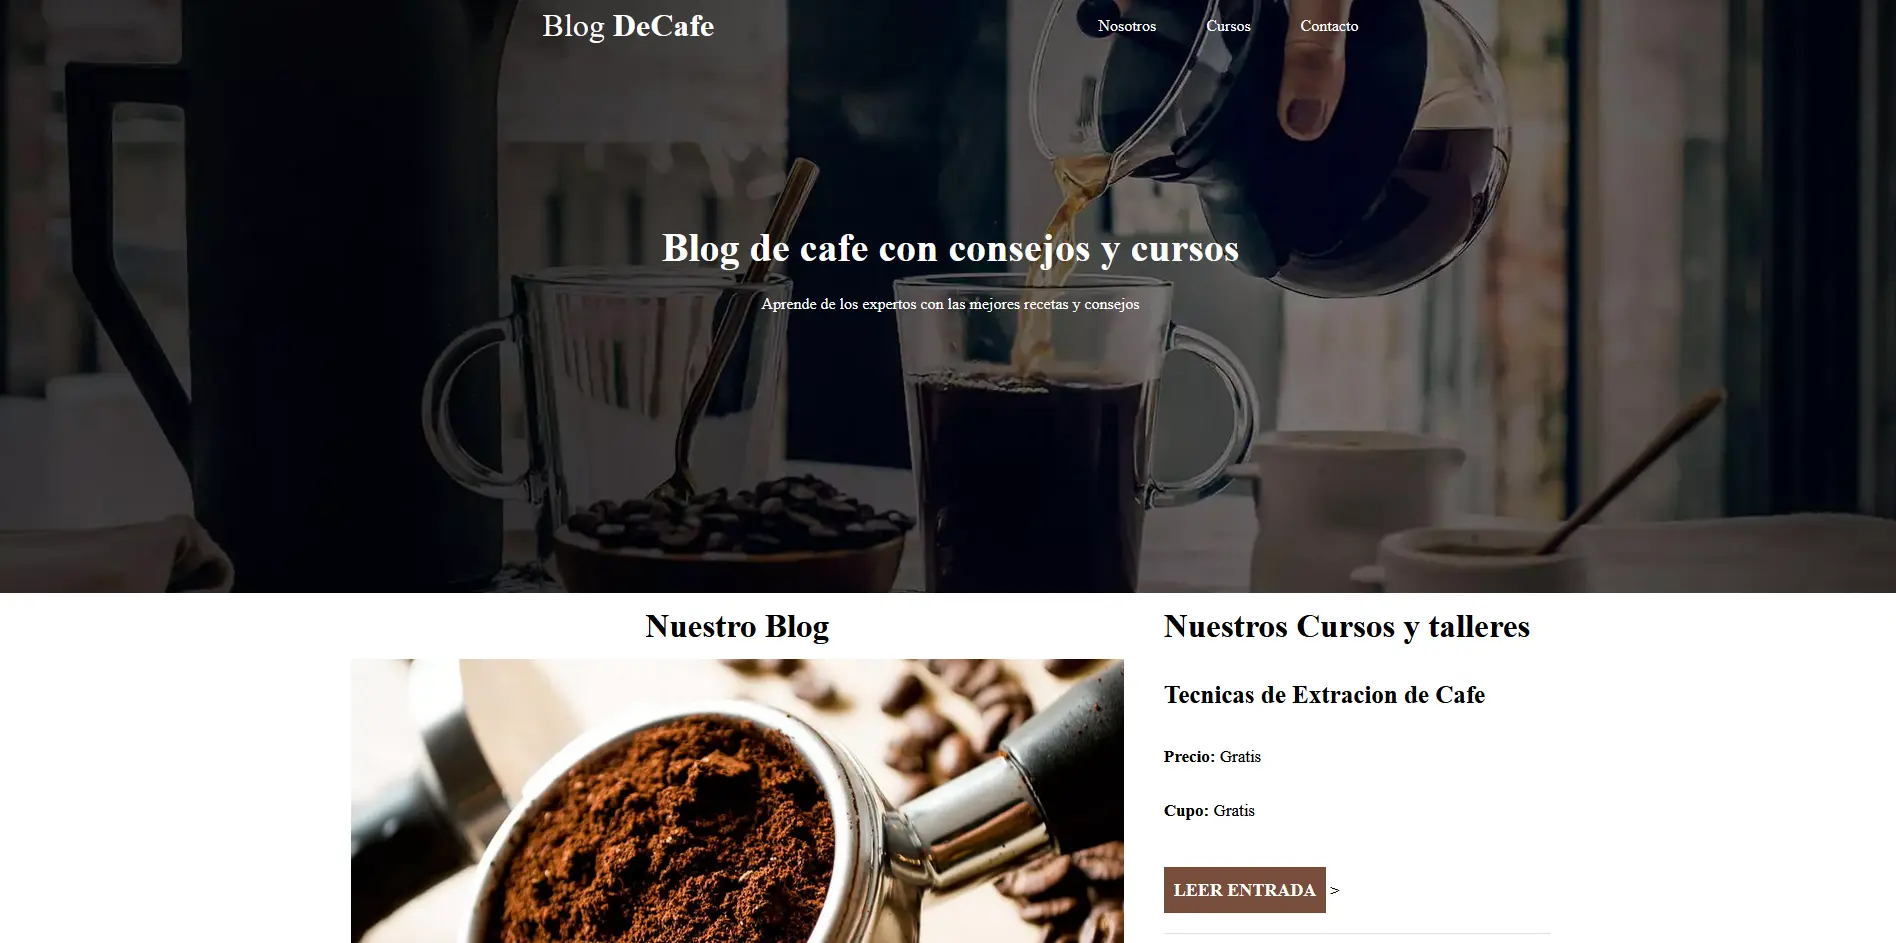 Blog DeCafe
Nosotros Cursos Contacto
Blog de cafe con consejos y cursos
Aprende de los expertos con las mejores recetas y consejos
Nuestro Blog
Nuestros Cursos y talleres
Tecnicas de Extracion de Cafe
Precio: Gratis
Cupo: Gratis
LEER ENTRADA >